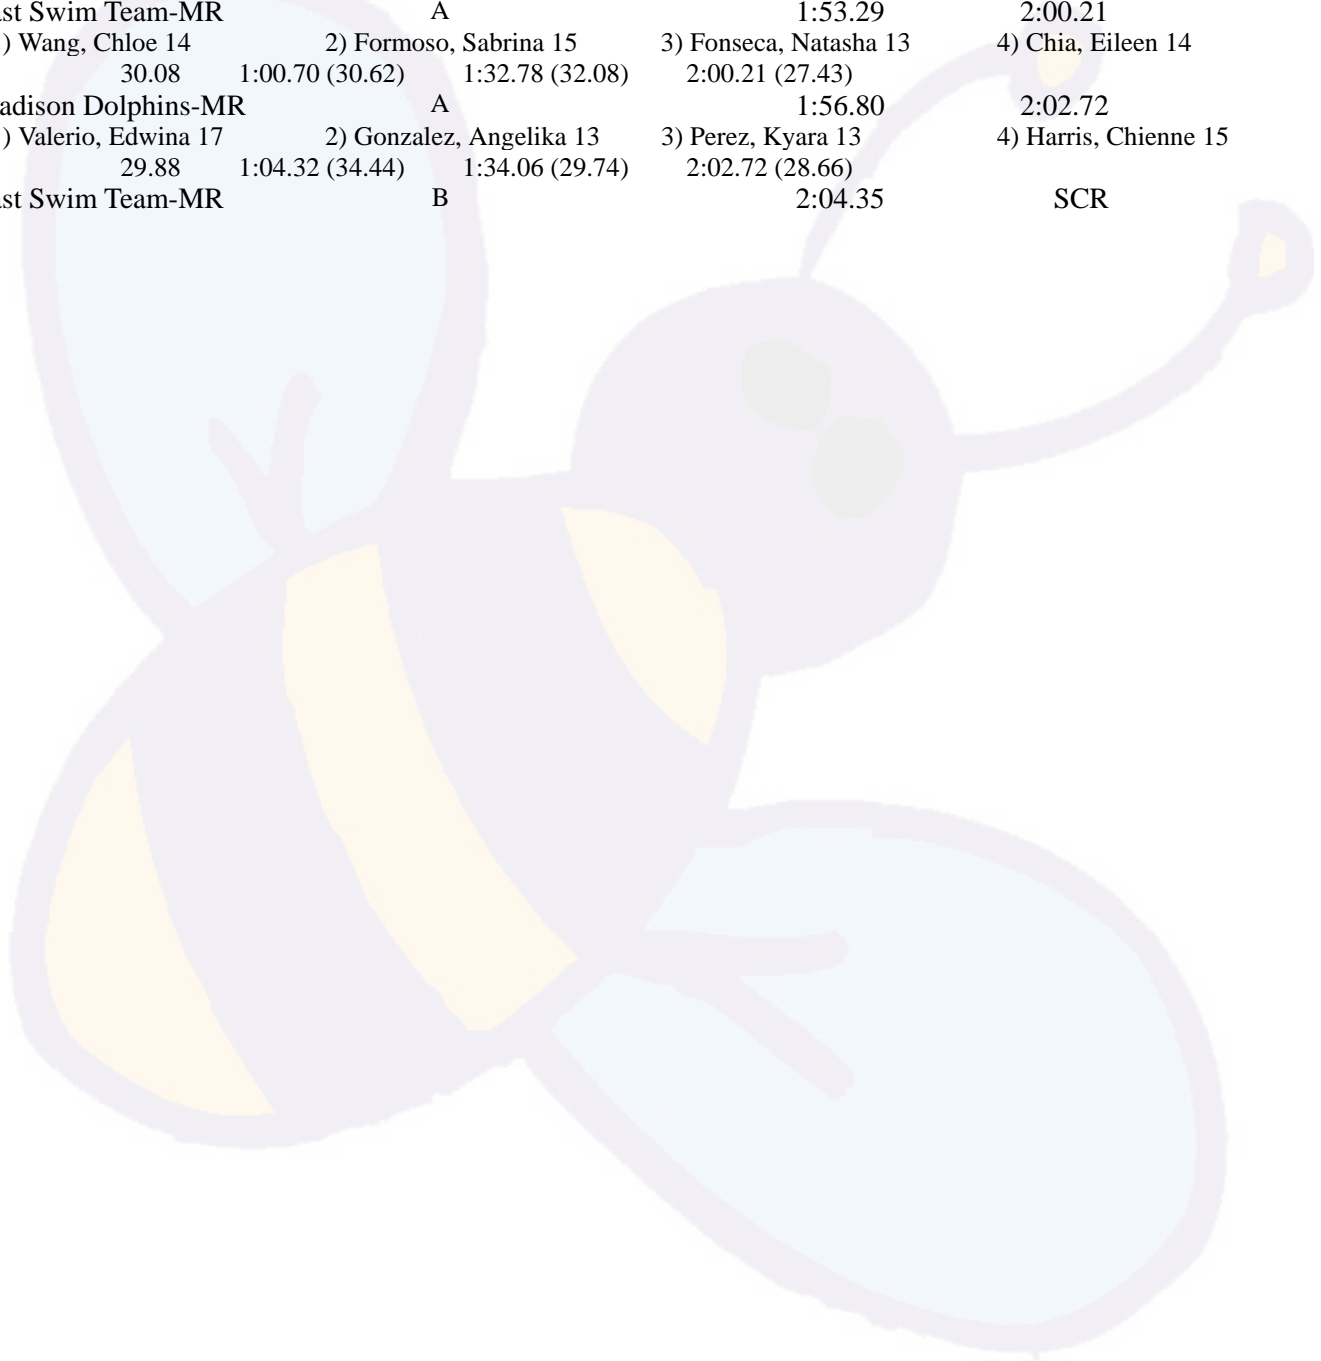 ast Swim Team-MR A 1:53.29 2:00.21
) Wang, Chloe 14 2) Formoso, Sabrina 15 3) Fonseca, Natasha 13 4) Chia, Eileen 14
30.08 1:00.70 (30.62) 1:32.78 (32.08) 2:00.21 (27.43)
adison Dolphins-MR A 1:56.80 2:02.72
) Valerio, Edwina 17 2) Gonzalez, Angelika 13 3) Perez, Kyara 13 4) Harris, Chienne 15
29.88 1:04.32 (34.44) 1:34.06 (29.74) 2:02.72 (28.66)
ast Swim Team-MR B 2:04.35 SCR